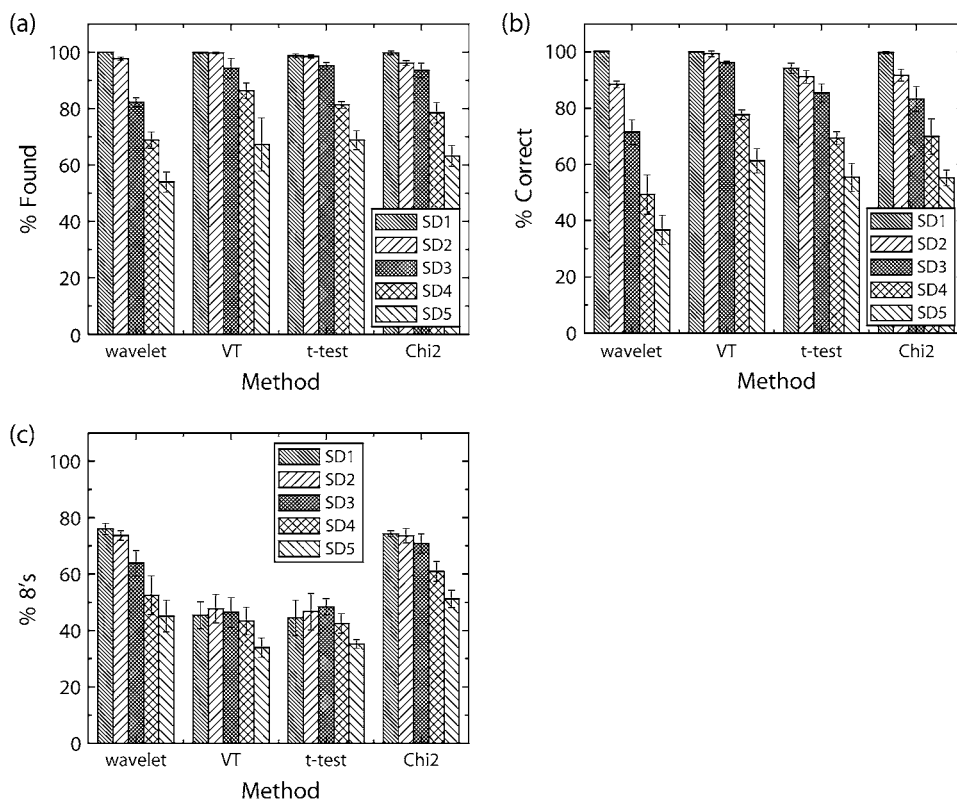 (a)
% Found
100
80
60
40
20
0
SD1
SD2
SD3
SD4
SD5
wavelet VT t-test Chi2
Method
(b)
% Correct
100
80
60
40
20
0
SD1
SD2
SD3
SD4
SD5
wavelet VT t-test Chi2
Method
(c)
% 8's
100
80
60
40
20
0
SD1
SD2
SD3
SD4
SD5
wavelet VT t-test Chi2
Method